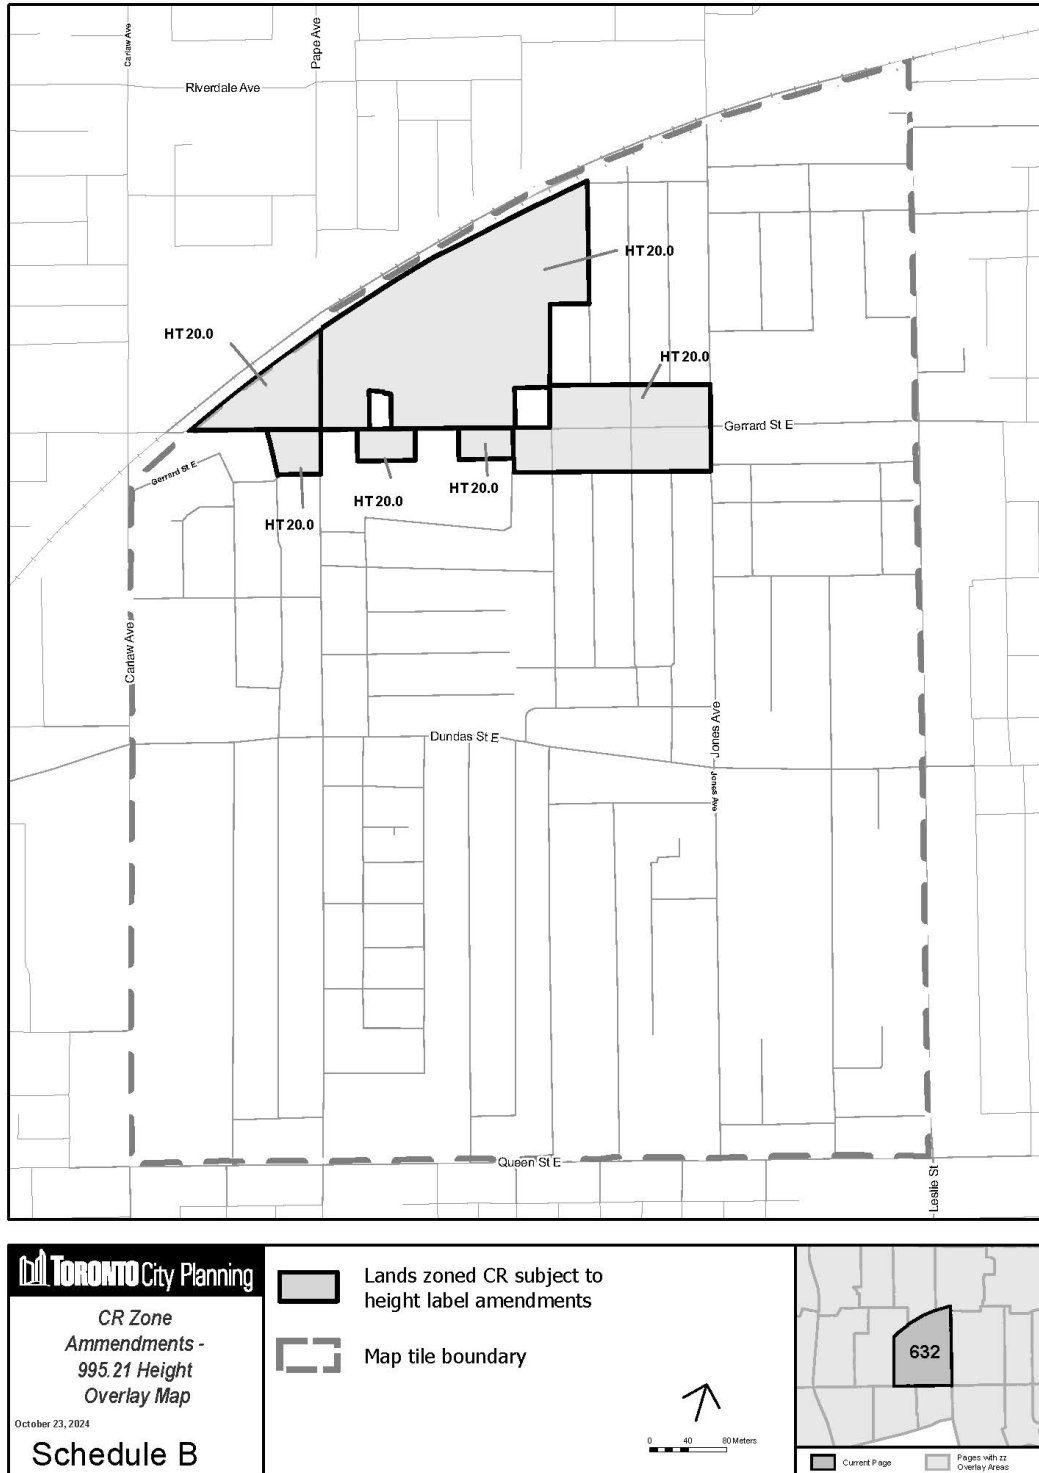 Carlaw Ave
Pape Ave
Riverdale Ave
HT 20.0
HT 20.0
HT 20.0
Gerrard St E
Gerrard St E
HT 20.0
HT 20.0
HT 20.0
Carlaw Ave
Jones Ave
Dundas St E
Jones Ave
Queen St E
Leslie St
TORONTO City Planning
CR Zone
Ammendments -
995.21 Height
Overlay Map
October 23, 2024
Schedule B
Lands zoned CR subject to
height label amendments
Map tile boundary
0 40 80 Meters
632
Current Page
Pages with zz
Overlay Areas